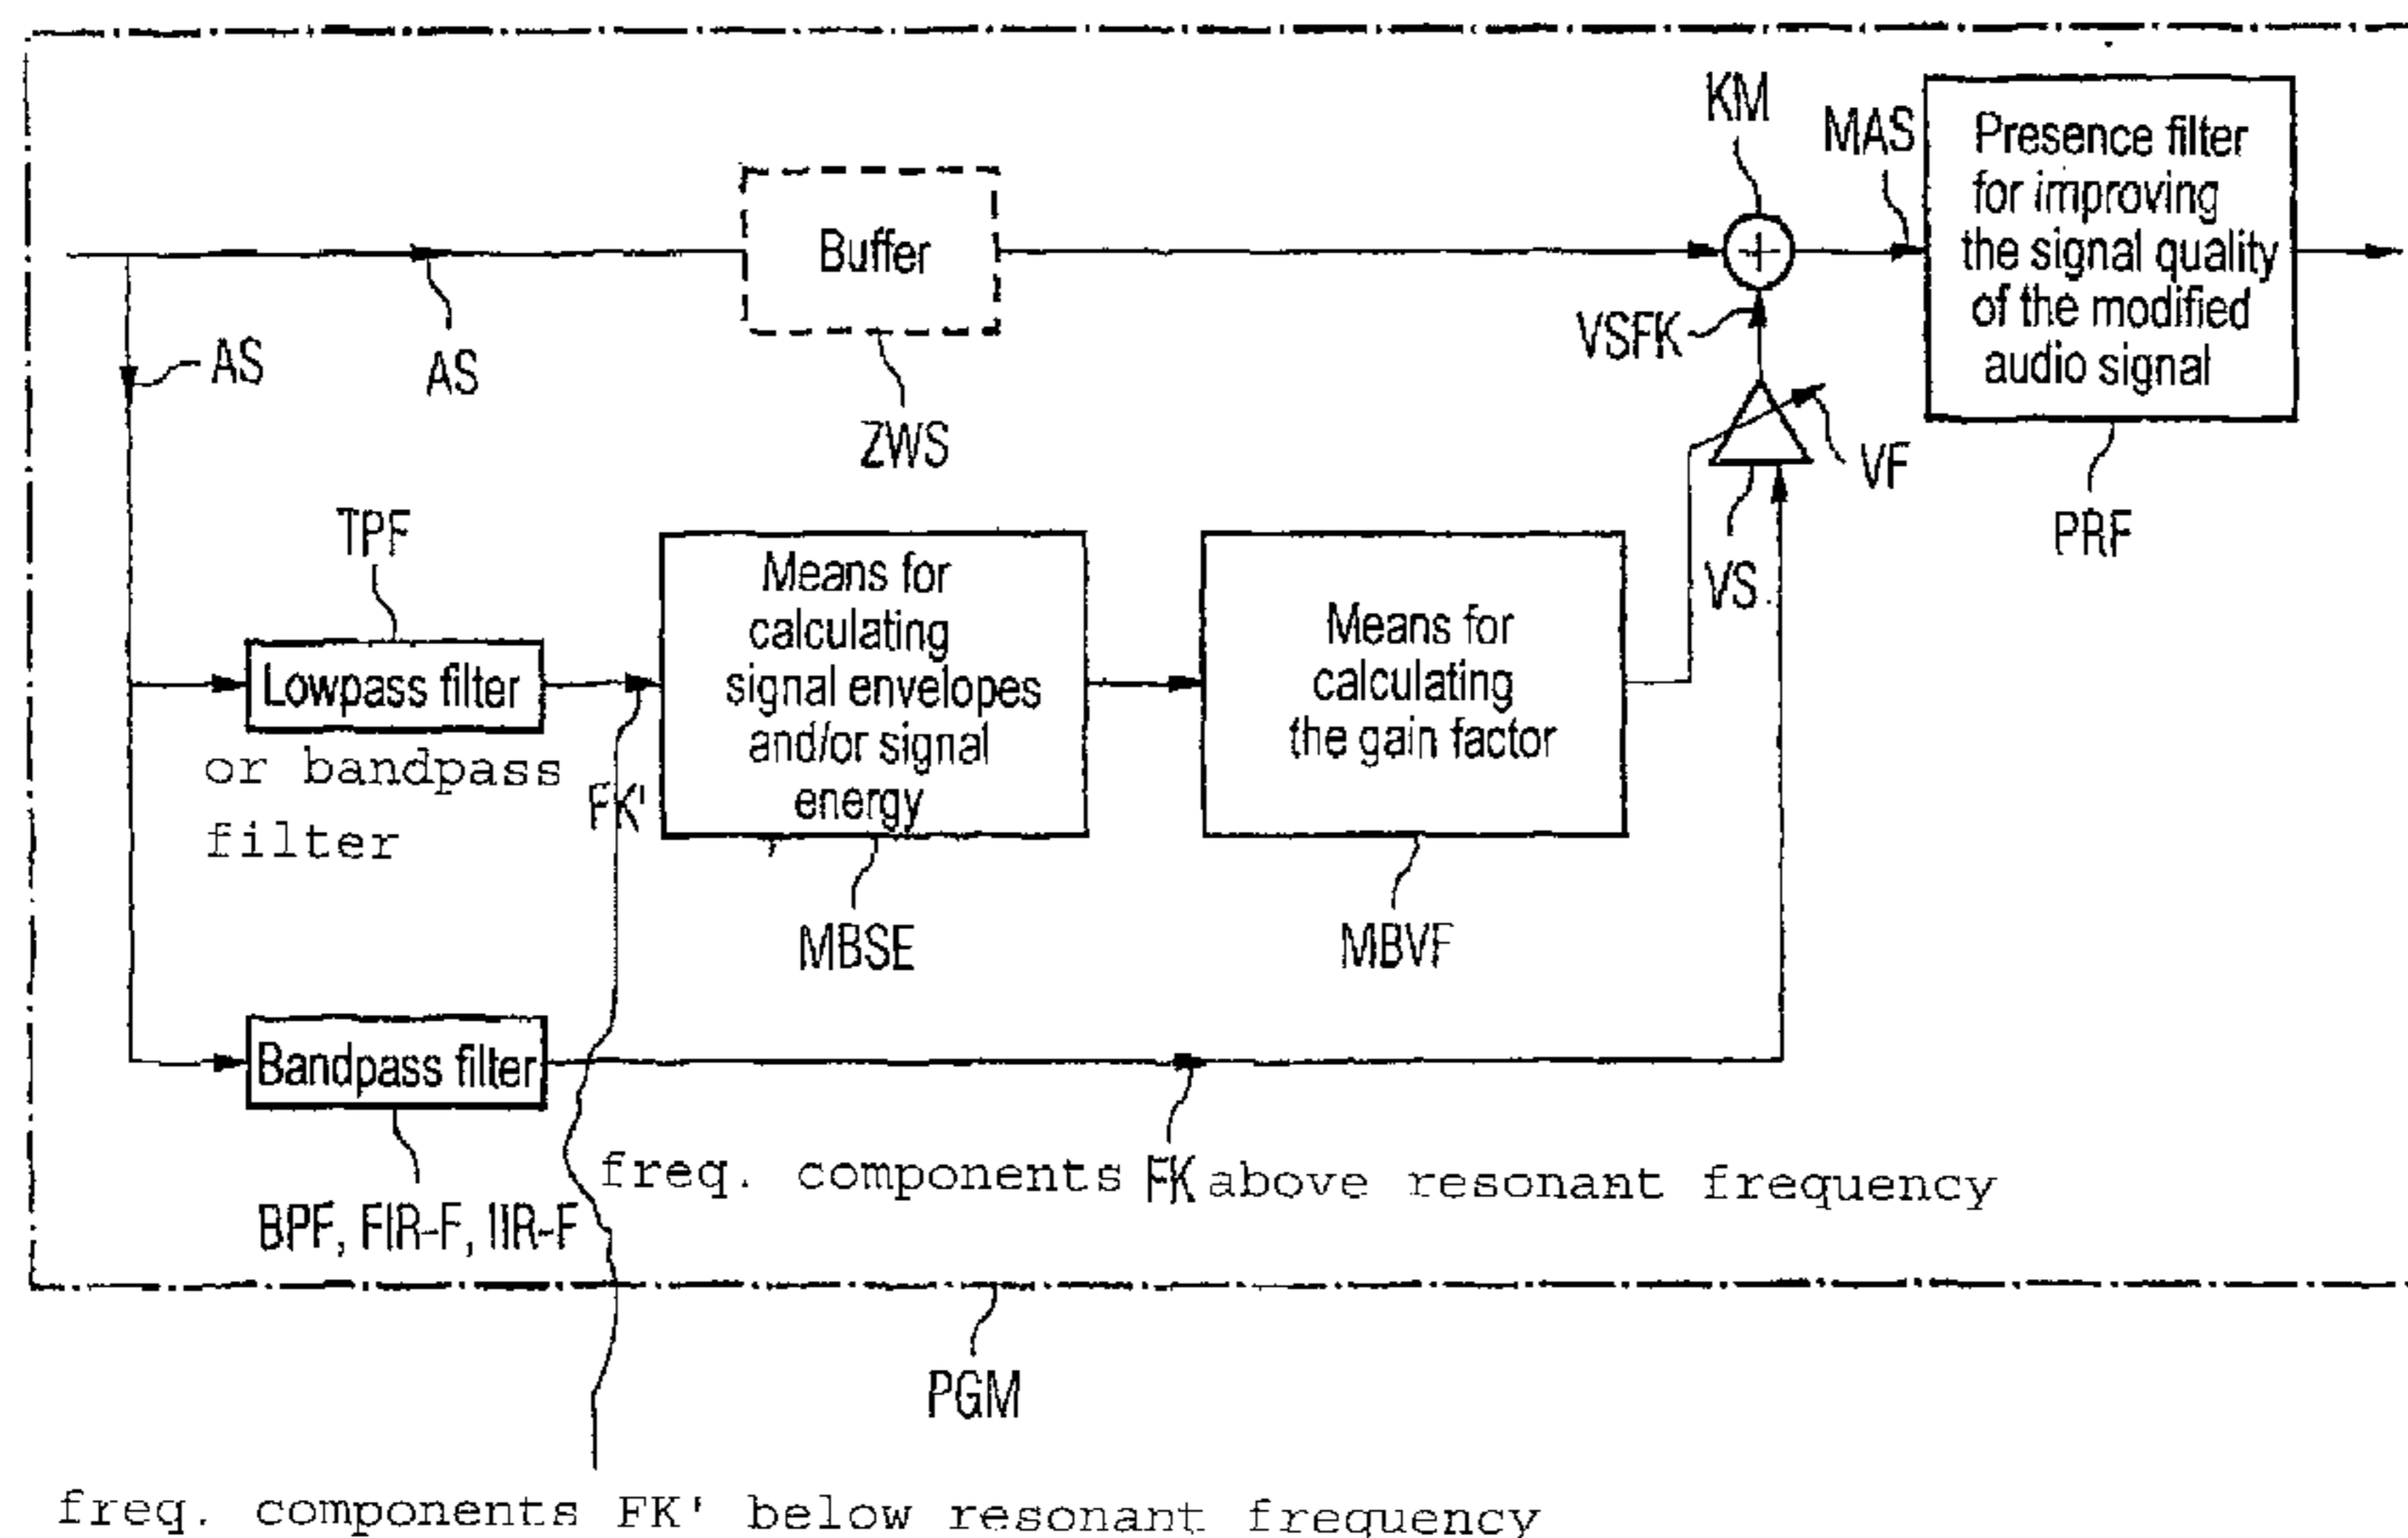 KM
MAS
Presence filter
for improving
the signal quality
of the modified
audio signal
Buffer
VSFK
AS
AS
ZWS
VF
PRF
TPF
VS
Lowpass filter
or bandpass
filter
FK'
Means for
calculating
signal envelopes
and/or signal
energy
Means for
calculating
the gain factor
MBSE
MBVF
Bandpass filter
freq. components FK above resonant frequency
BPF, FIR-F, IIR-F
PGM
freq. components FK' below resonant frequency